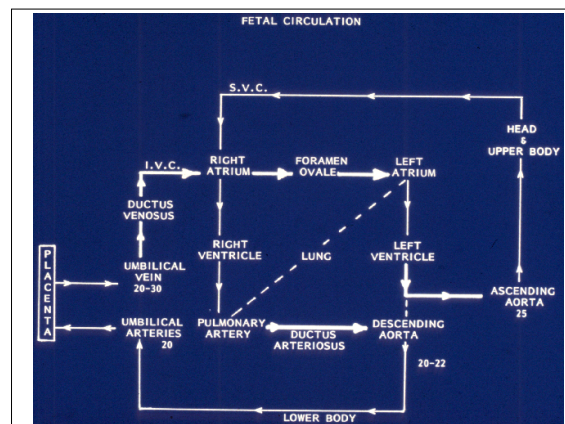 FETAL CIRCULATION
S.V.C.
HEAD
&
UPPER BODY
I.V.C.
RIGHT
ATRIUM
FORAMEN
OVALE
LEFT
ATRIUM
DUCTUS
VENOSUS
RIGHT
VENTRICLE
LUNG
LEFT
VENTRICLE
PLACENTA
UMBILICAL
VEIN
20-30
ASCENDING
AORTA
25
UMBILICAL
ARTERIES
20
PULMONARY
ARTERY
DUCTUS
ARTERIOSUS
DESCENDING
AORTA
20-22
LOWER BODY